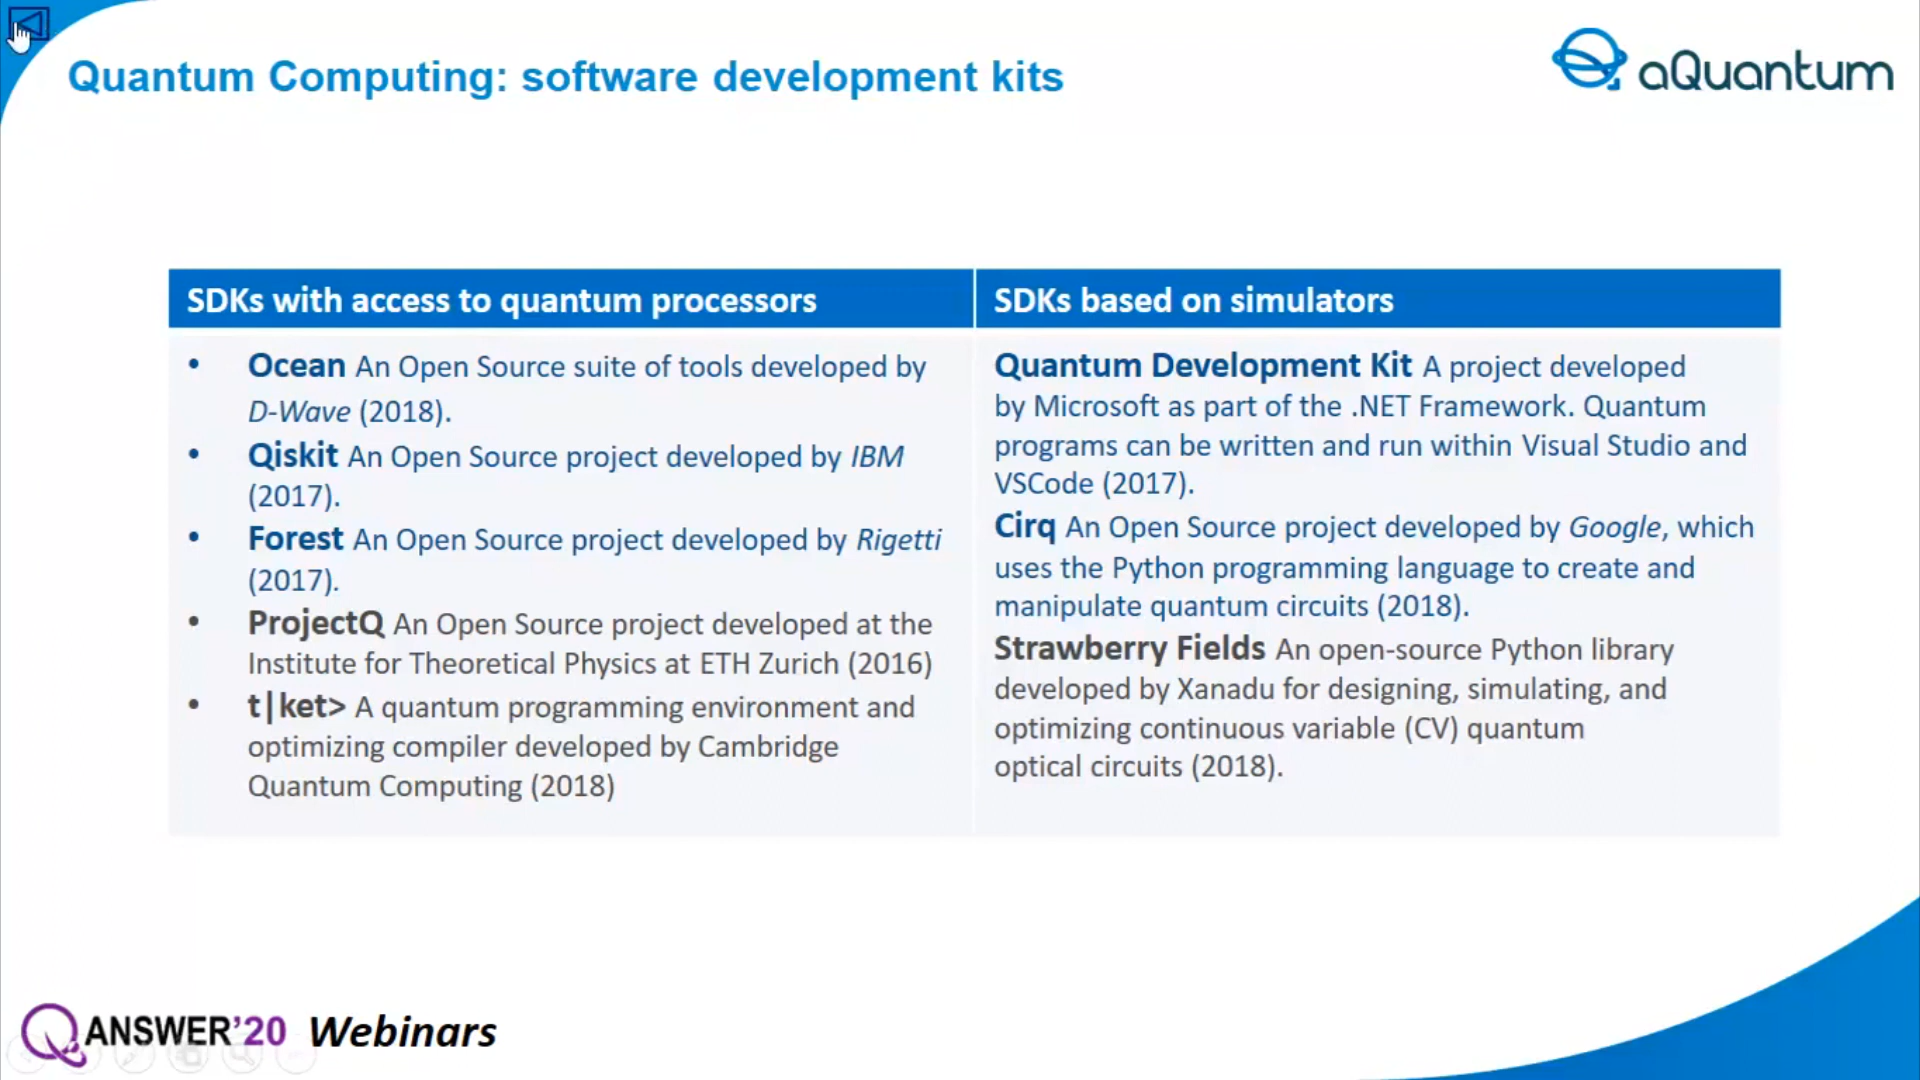 Quantum Computing: software development kits
aQuantum
SDKs with access to quantum processors
• Ocean An Open Source suite of tools developed by
D-Wave (2018).
• Qiskit An Open Source project developed by IBM
(2017).
• Forest An Open Source project developed by Rigetti
(2017).
• ProjectQ An Open Source project developed at the
Institute for Theoretical Physics at ETH Zurich (2016)
• t|ket> A quantum programming environment and
optimizing compiler developed by Cambridge
Quantum Computing (2018)
SDKs based on simulators
Quantum Development Kit A project developed
by Microsoft as part of the .NET Framework. Quantum
programs can be written and run within Visual Studio and
VSCode (2017).
Cirq An Open Source project developed by Google, which
uses the Python programming language to create and
manipulate quantum circuits (2018).
Strawberry Fields An open-source Python library
developed by Xanadu for designing, simulating, and
optimizing continuous variable (CV) quantum
optical circuits (2018).
QANSWER'20 Webinars